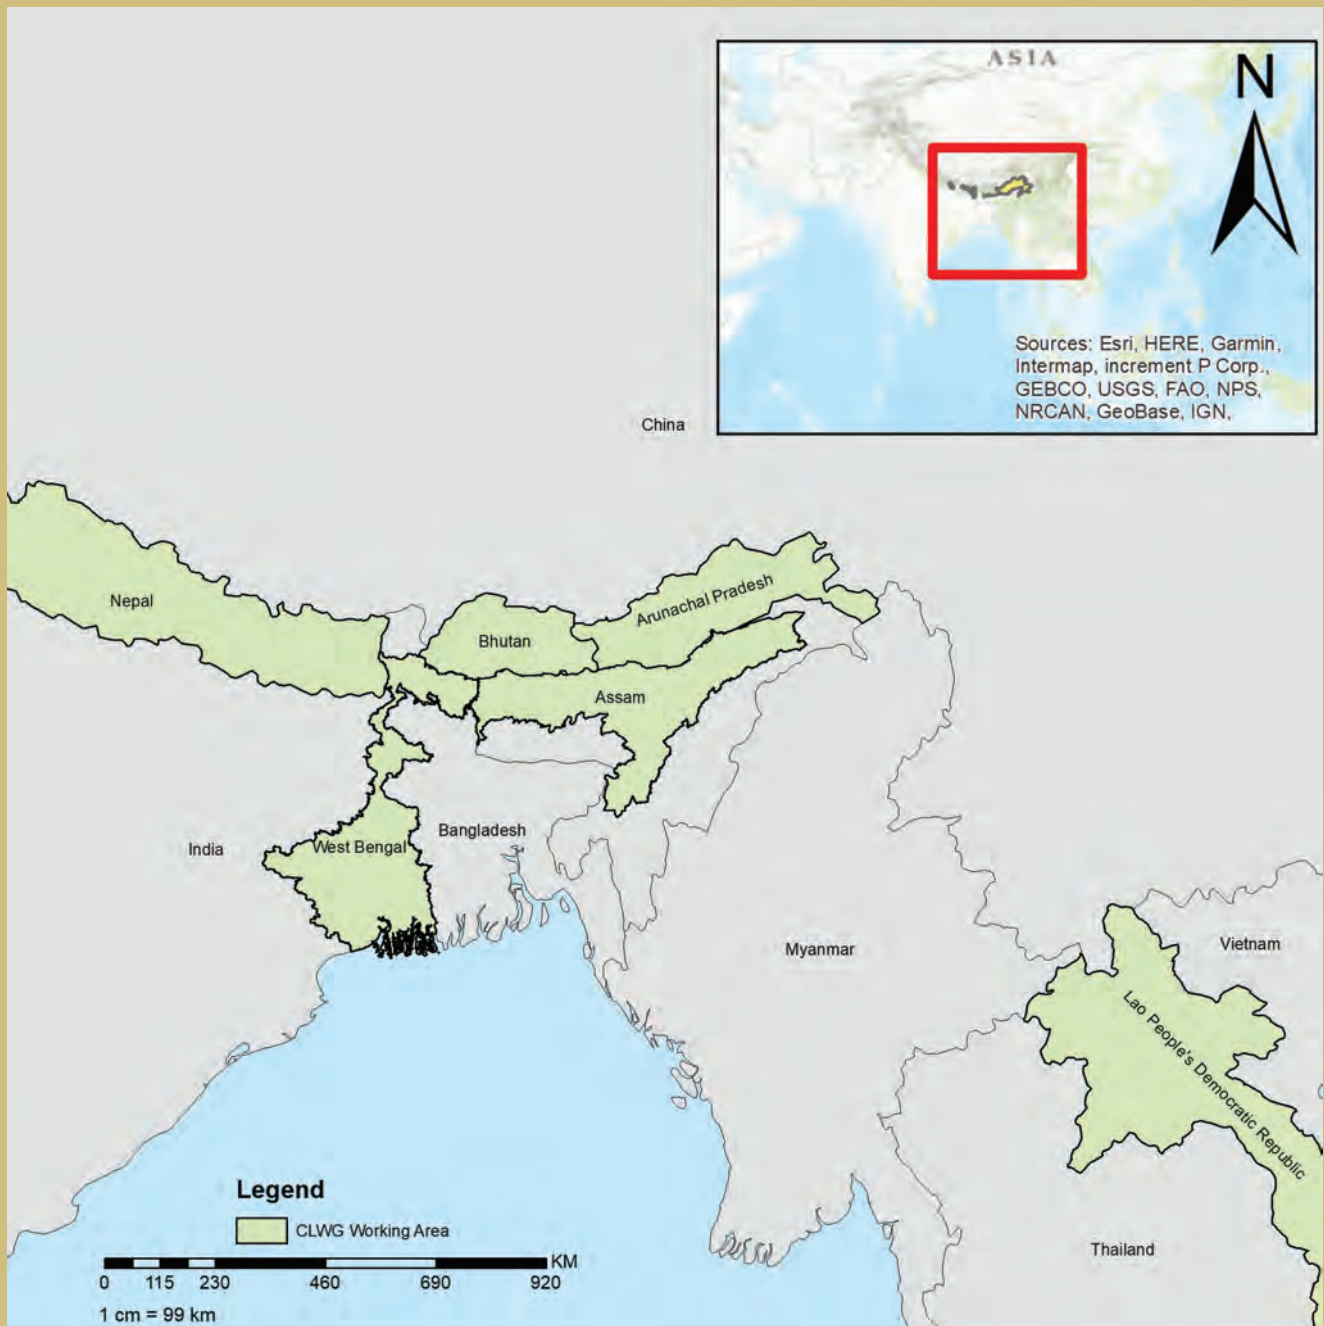 ASIA
N
Sources: Esri, HERE, Garmin,
Intermap, increment P Corp.,
GEBCO, USGS, FAO, NPS,
NRCAN, GeoBase, IGN,
China
Nepal
Bhutan
Arunachal Pradesh
Assam
India
West Bengal
Bangladesh
Myanmar
Vietnam
Lao People's Democratic Republic
Thailand
Legend
CLWG Working Area
KM
0 115 230 460 690 920
1 cm = 99 km